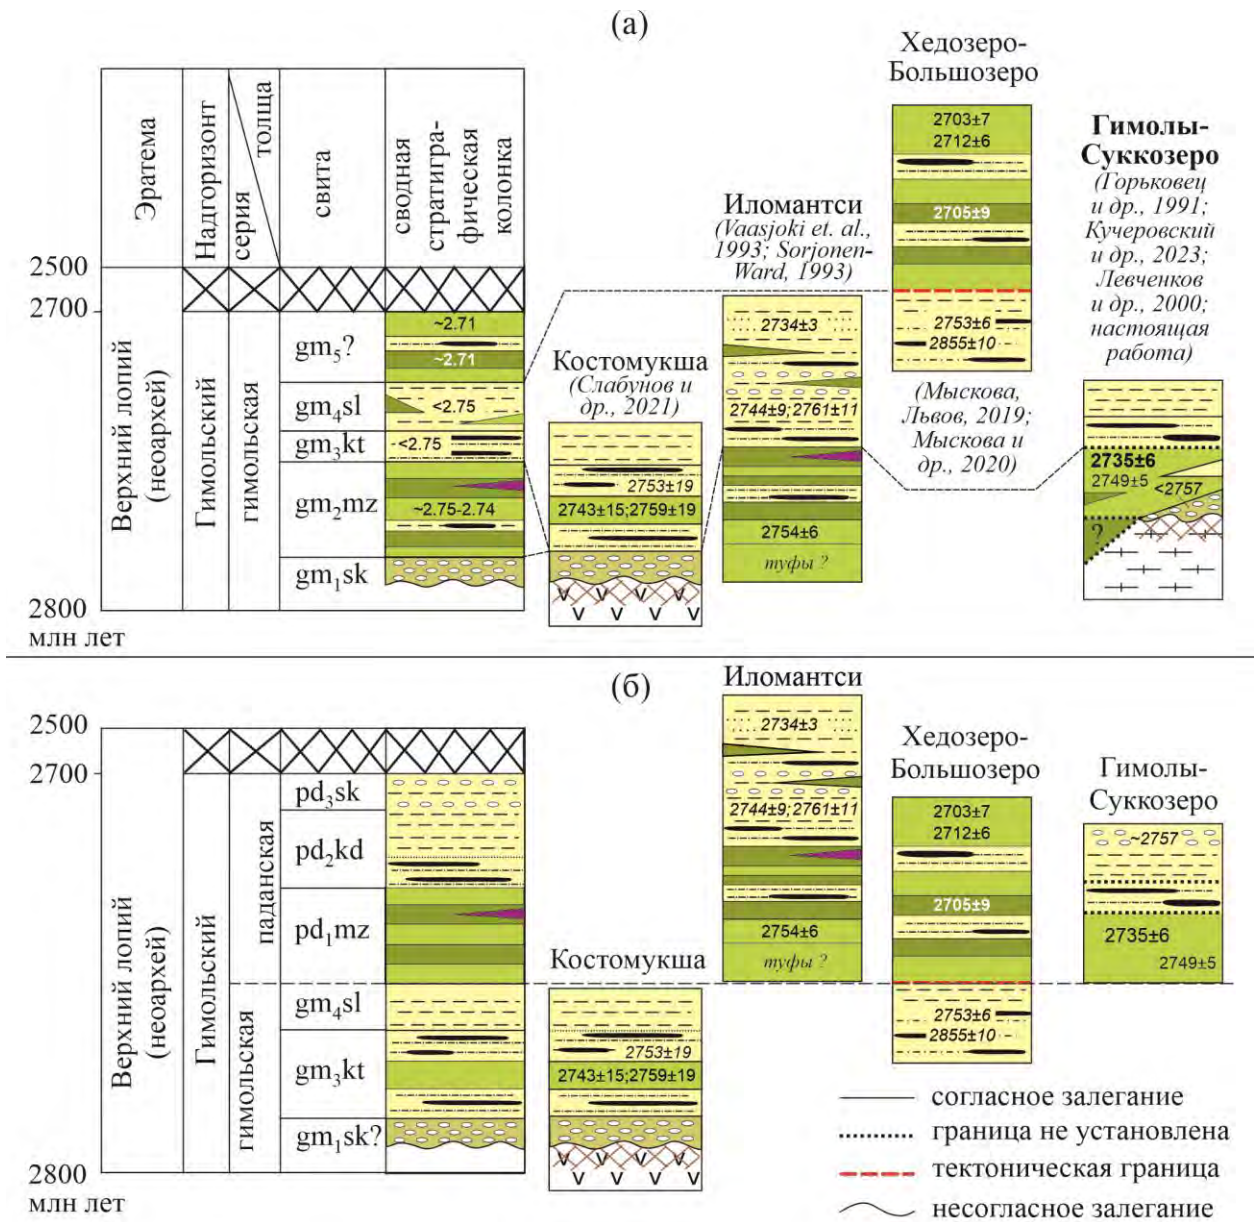 (а)
Эратема
Надгоризонт
серия
толща
свита
сводная
стратигра-
фическая
колонка
2500
2700
2800
млн лет
Верхний лопий
(неоархей)
Гимольский
гимольская
gm₅?
gm₄sl
gm₃kt
gm₂mz
gm₁sk
~2.71
~2.71
<2.75
<2.75
~2.75-2.74
Костомукша
(Слабунов и
др., 2021)
2753±19
2743±15;2759±19
Иломантси
(Vaasjoki et. al.,
1993; Sorjonen-
Ward, 1993)
2734±3
2744±9;2761±11
2754±6
туфы ?
Хедозеро-
Большозеро
2703±7
2712±6
2705±9
2753±6
2855±10
(Мыскова,
Львов, 2019;
Мыскова и
др., 2020)
Гимолы-
Суккозеро
(Горьковец
и др., 1991;
Кучеровский
и др., 2023;
Левченков
и др., 2000;
настоящая
работа)
2735±6
2749±5
<2757
?
(б)
2500
2700
2800
млн лет
Верхний лопий
(неоархей)
Гимольский
паданская
гимольская
pd₃sk
pd₂kd
pd₁mz
gm₄sl
gm₃kt
gm₁sk?
Костомукша
2753±19
2743±15;2759±19
Иломантси
2734±3
2744±9;2761±11
2754±6
туфы ?
Хедозеро-
Большозеро
2703±7
2712±6
2705±9
2753±6
2855±10
Гимолы-
Суккозеро
~2757
2735±6
2749±5
согласное залегание
граница не установлена
тектоническая граница
несогласное залегание